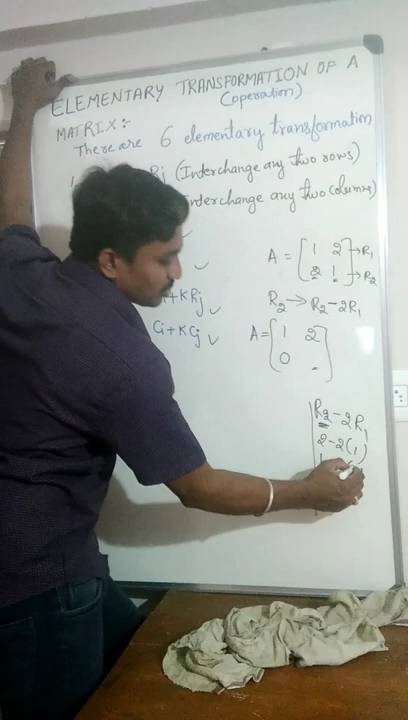 ELEMENTARY TRANSFORMATION OF A
(operation)
MATRIX:-
There are 6 elementary transformation
Rj (Interchange any two rows)
Interchange any two columns)
A = [ 1 2 ] → R1
[ 2 1 ] → R2
+ KRj ✓
R2 → R2 - 2R1
Ci + KCj ✓
A = [ 1 2
0 . ]
R2 - 2R1
2 - 2(1)